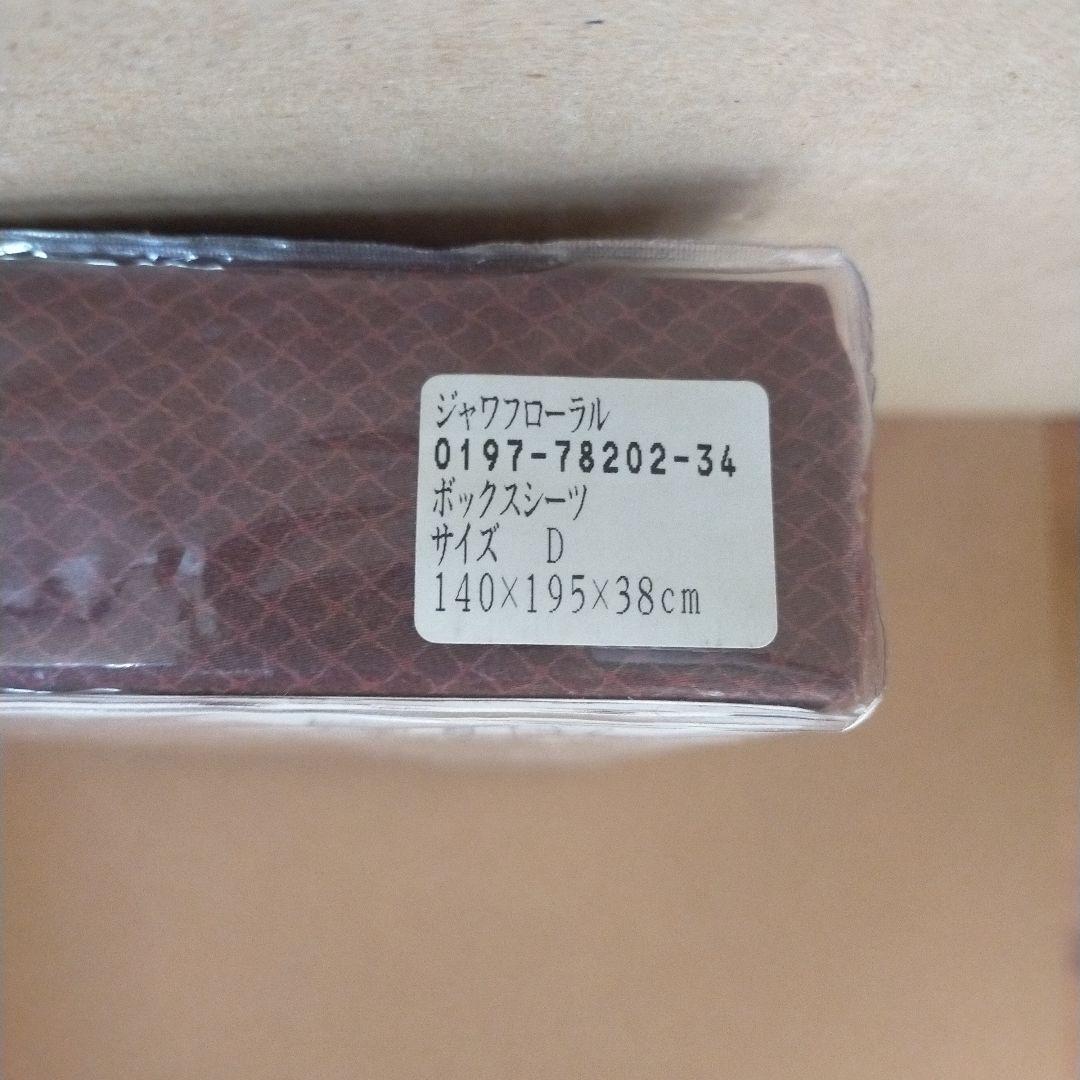 ジャワフローラル
0197-78202-34
ボックスシーツ
サイズ　D
140×195×38cm